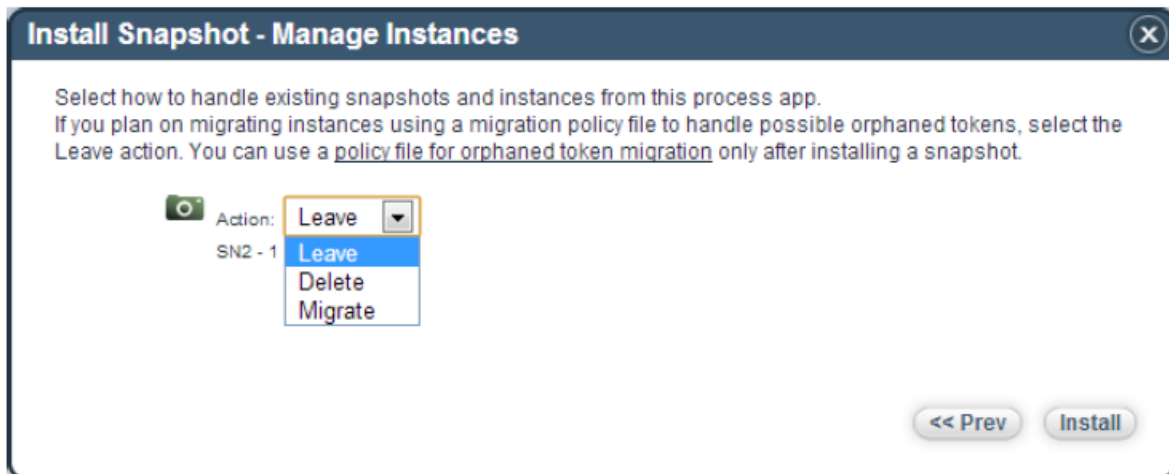 Install Snapshot - Manage Instances
Select how to handle existing snapshots and instances from this process app.
If you plan on migrating instances using a migration policy file to handle possible orphaned tokens, select the
Leave action. You can use a policy file for orphaned token migration only after installing a snapshot.
Action: Leave
SN2 - 1 Leave
Delete
Migrate
<< Prev Install